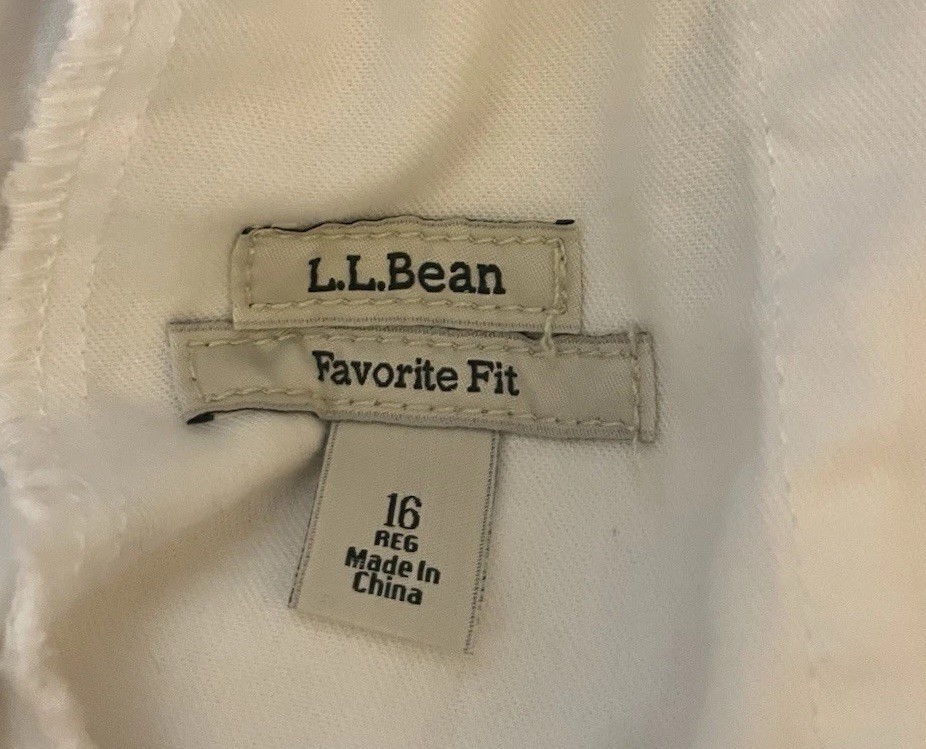 L.L.Bean
Favorite Fit
16
REG
Made In
China